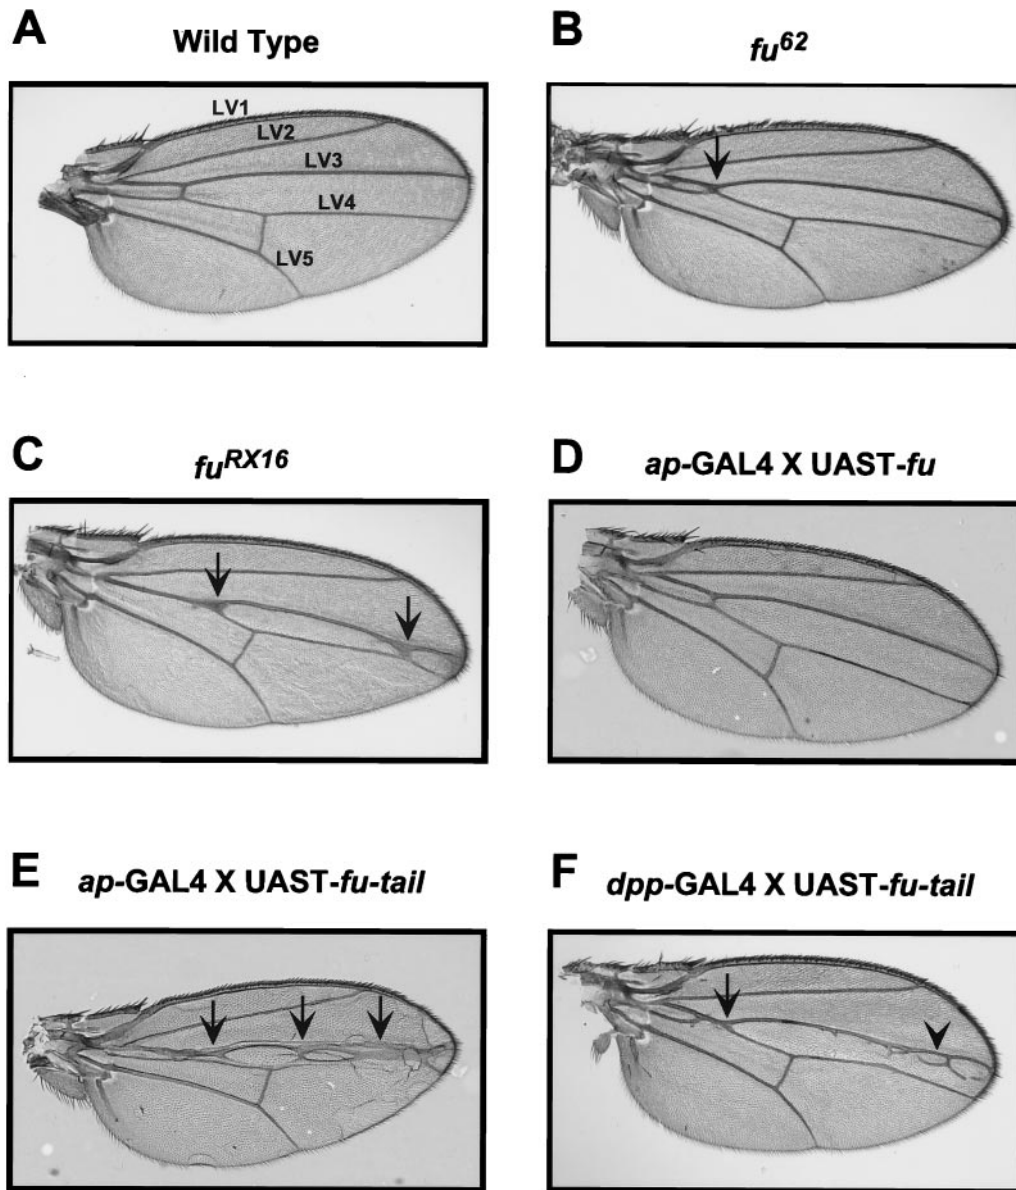 A
Wild Type
B
fu62
LV1
LV2
LV3
LV4
LV5
C
fuRX16
D
ap-GAL4 X UAST-fu
E
ap-GAL4 X UAST-fu-tail
F
dpp-GAL4 X UAST-fu-tail